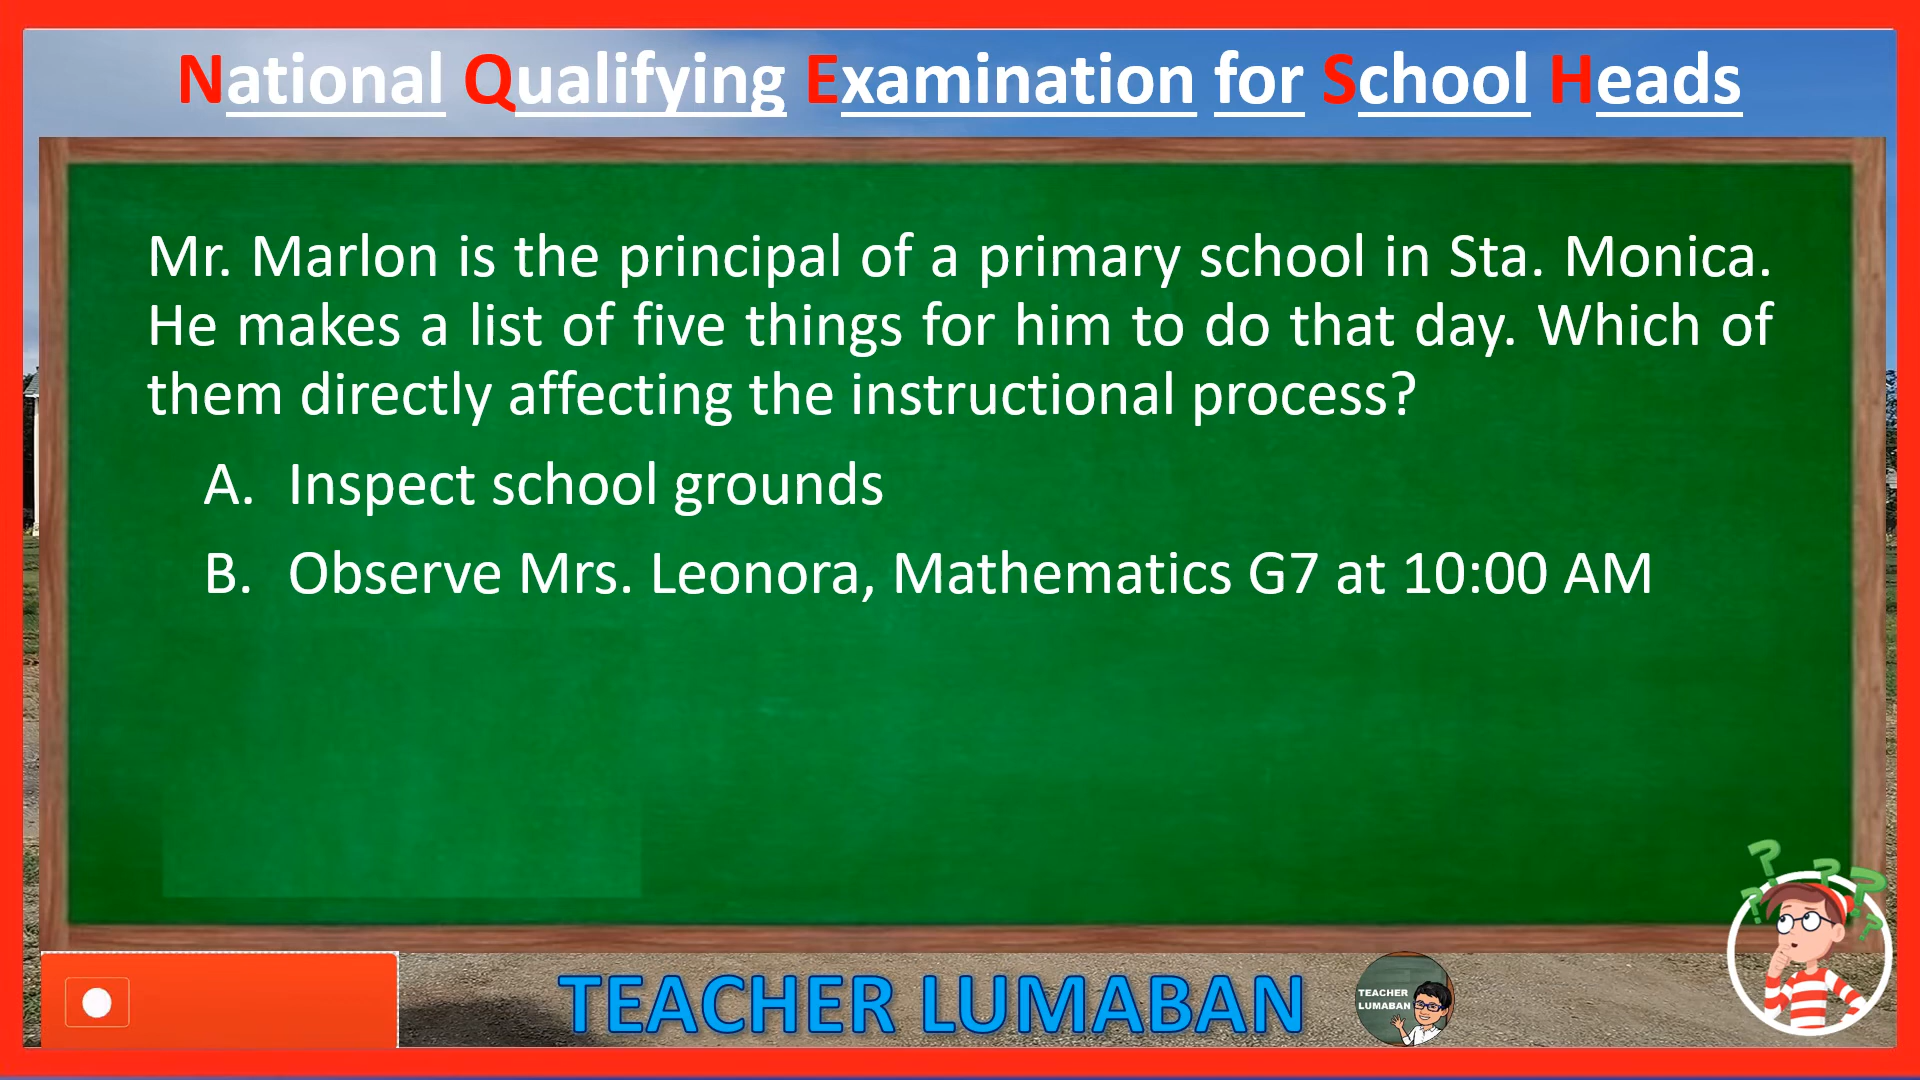 National Qualifying Examination for School Heads
Mr. Marlon is the principal of a primary school in Sta. Monica.
He makes a list of five things for him to do that day. Which of
them directly affecting the instructional process?
A. Inspect school grounds
B. Observe Mrs. Leonora, Mathematics G7 at 10:00 AM
TEACHER LUMABAN
TEACHER
LUMABAN